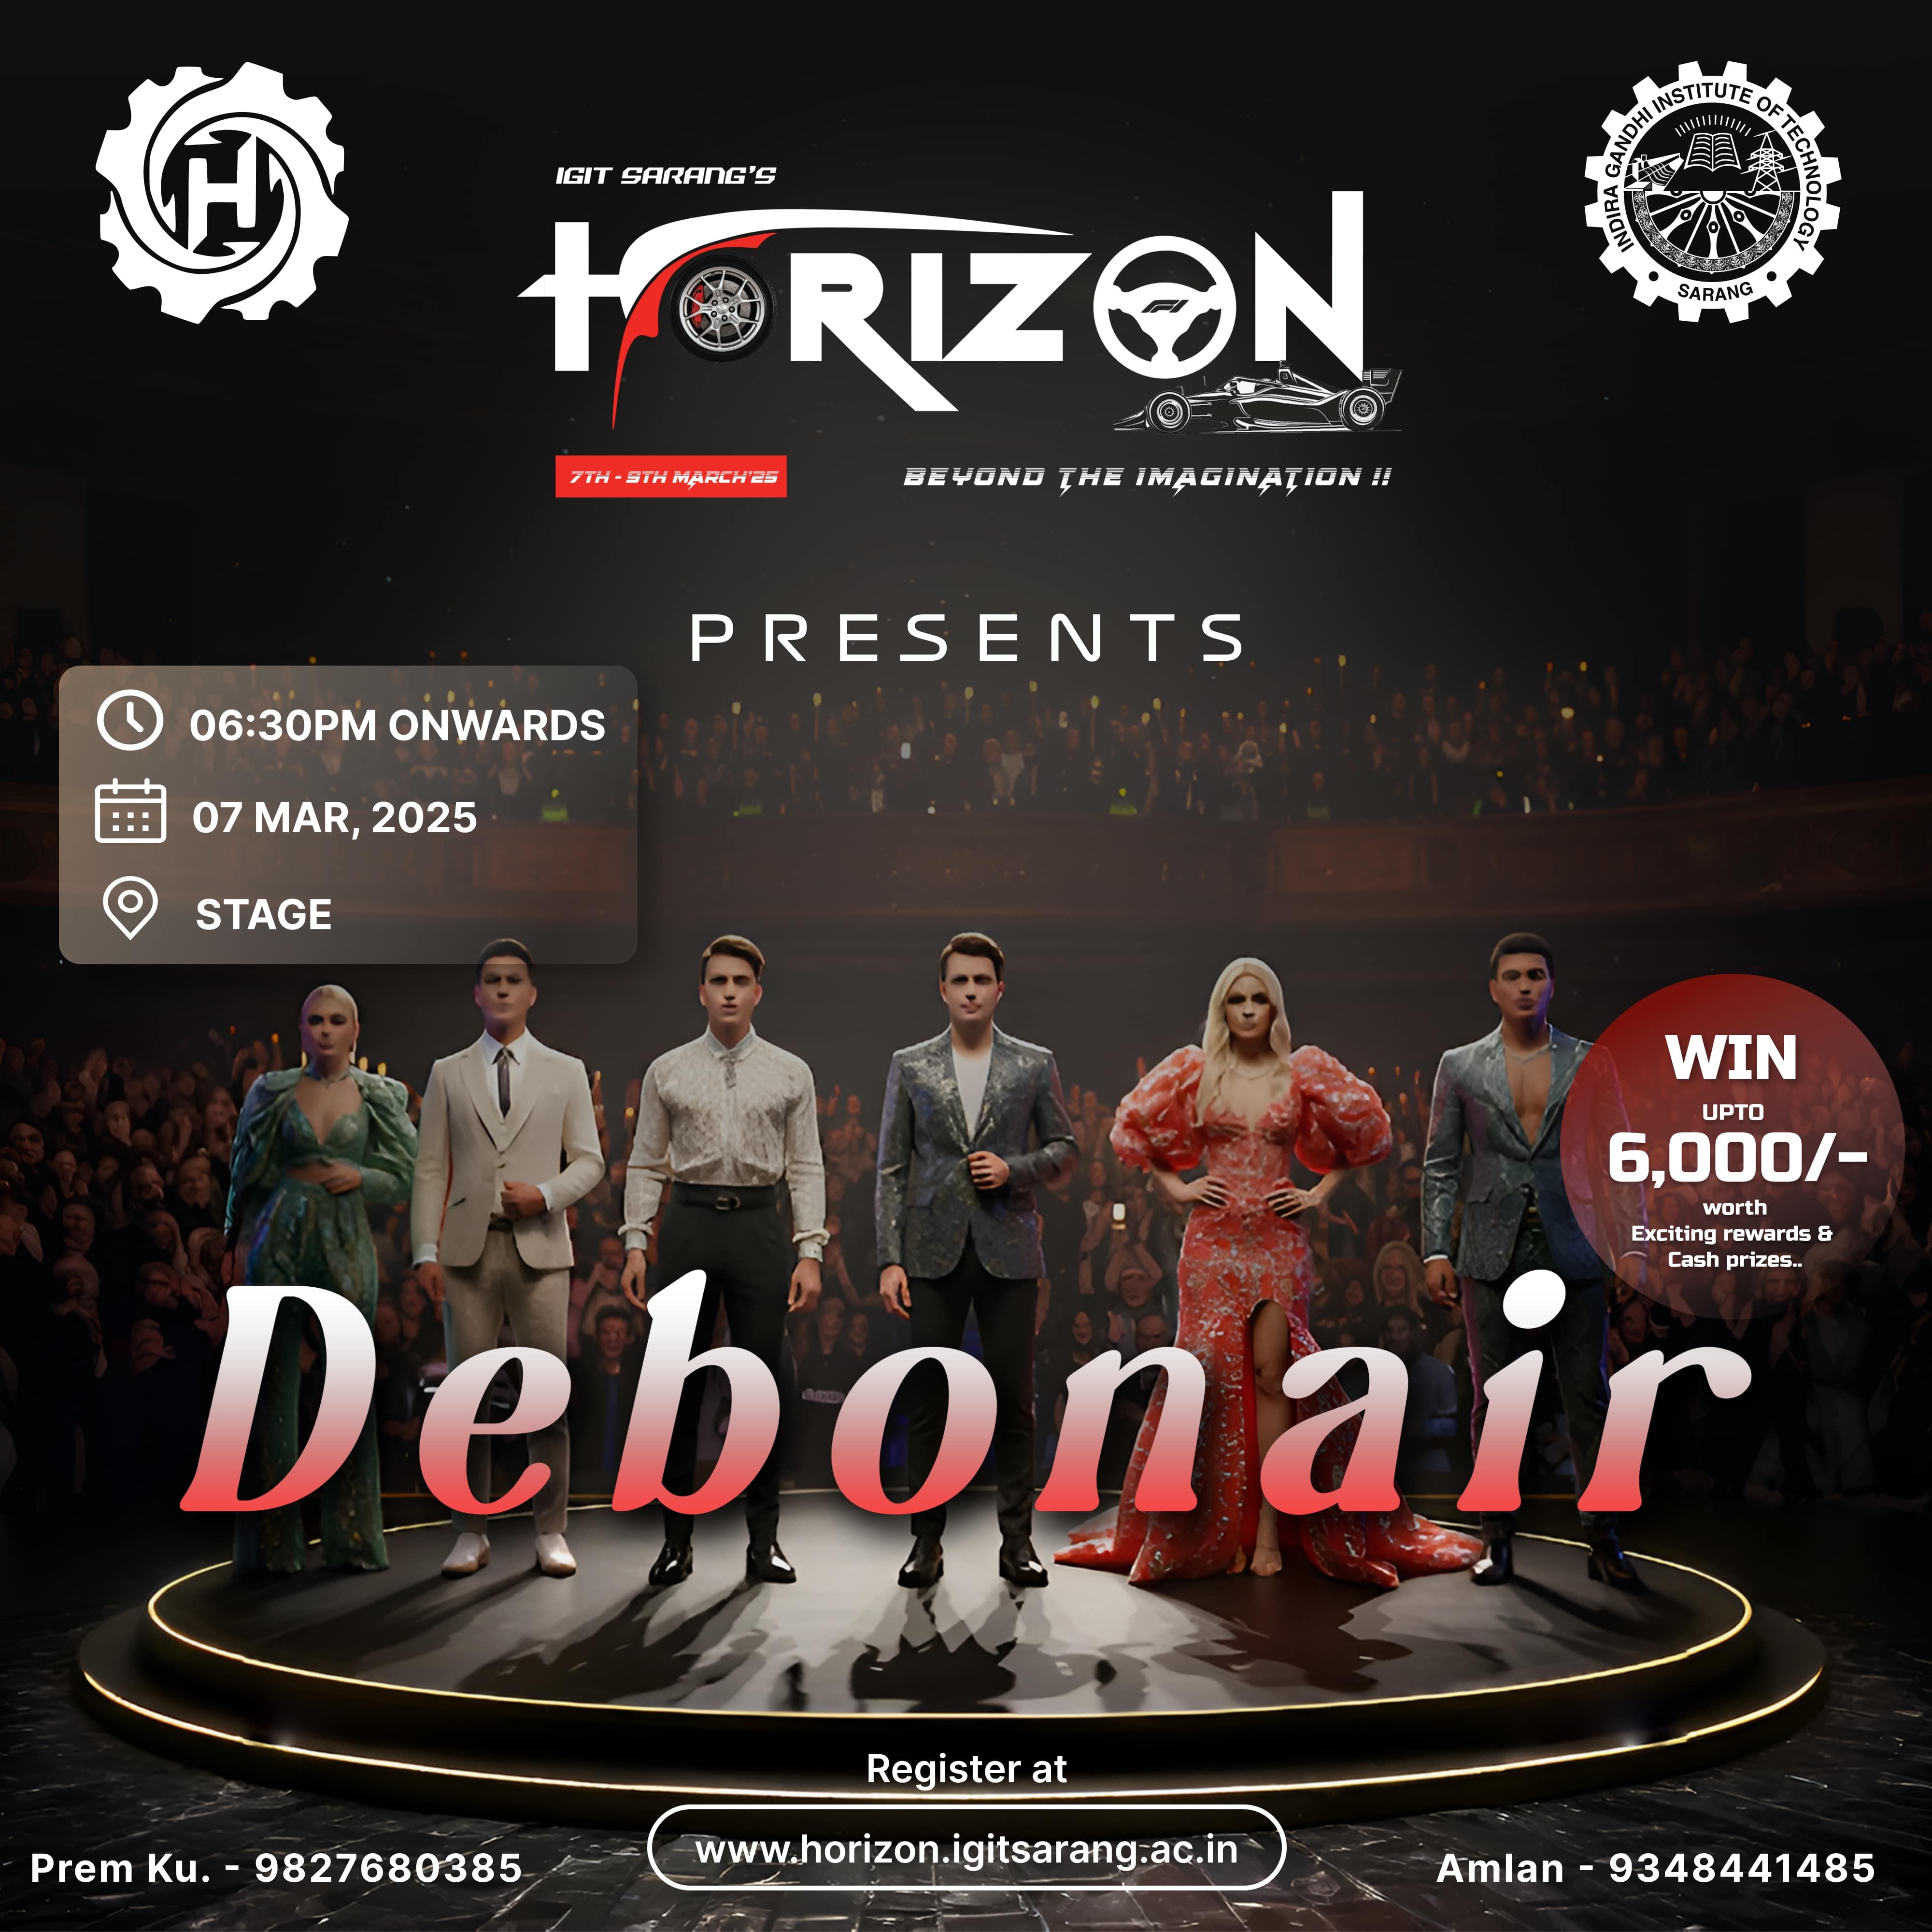 INDIRA GANDHI INSTITUTE OF TECHNOLOGY
SARANG
H
IGIT SARANG'S
HORIZON
7TH - 9TH MARCH'25
BEYOND THE IMAGINATION !!
PRESENTS
06:30PM ONWARDS
07 MAR, 2025
STAGE
WIN
UPTO
6,000/-
worth
Exciting rewards &
Cash prizes..
Debonair
Register at
www.horizon.igitsarang.ac.in
Prem Ku. - 9827680385
Amlan - 9348441485